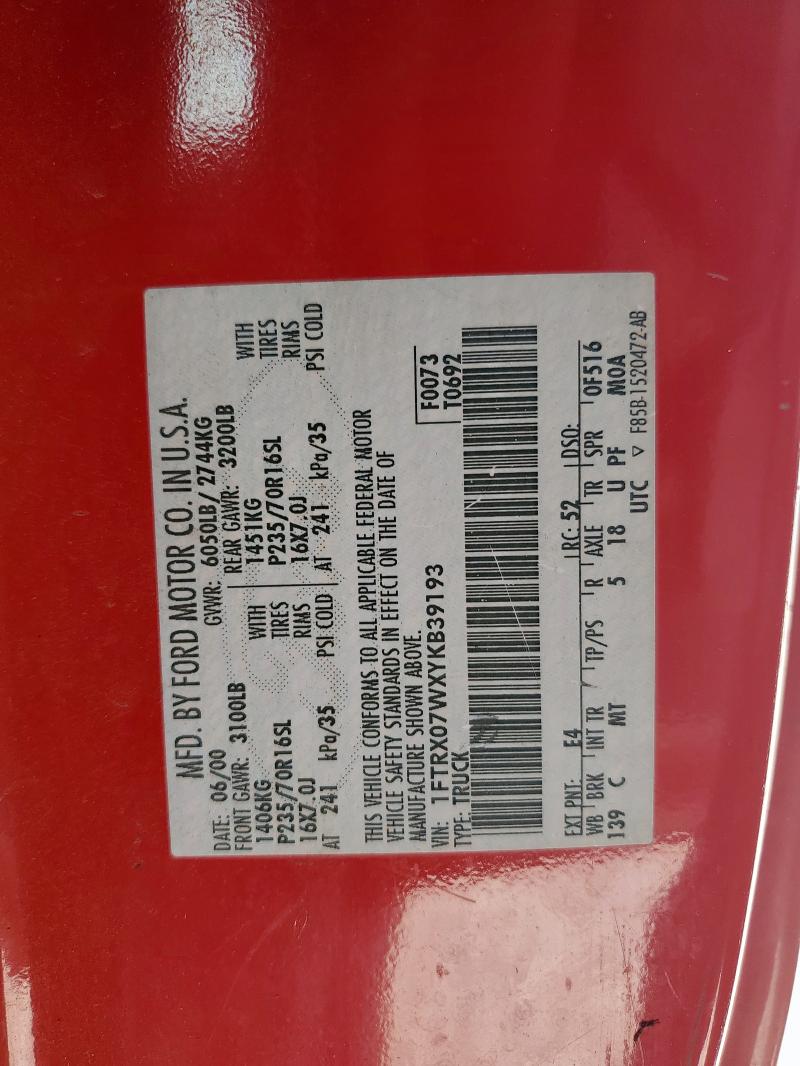 MFD. BY FORD MOTOR CO. IN U.S.A.
DATE: 06/00 GVWR: 6050LB/ 2744KG
FRONT GAWR: 3100LB REAR GAWR: 3200LB
1406KG WITH 1451KG WITH
P235/70R16SL TIRES P235/70R16SL TIRES
16X7.0J RIMS 16X7.0J RIMS
AT 241 kPa/35 PSI COLD AT 241 kPa/35 PSI COLD
THIS VEHICLE CONFORMS TO ALL APPLICABLE FEDERAL MOTOR
VEHICLE SAFETY STANDARDS IN EFFECT ON THE DATE OF
MANUFACTURE SHOWN ABOVE.
VIN: 1FTRX07WXYKB39193
TYPE: TRUCK
F0073
T0692
EXT PNT: E4 RC: 52 DSO:
WB BRK INT TR TP/PS R AXLE TR SPR 0F516
139 C MT 5 18 U PF M0A
UTC ▽ F85B-1520472-AB